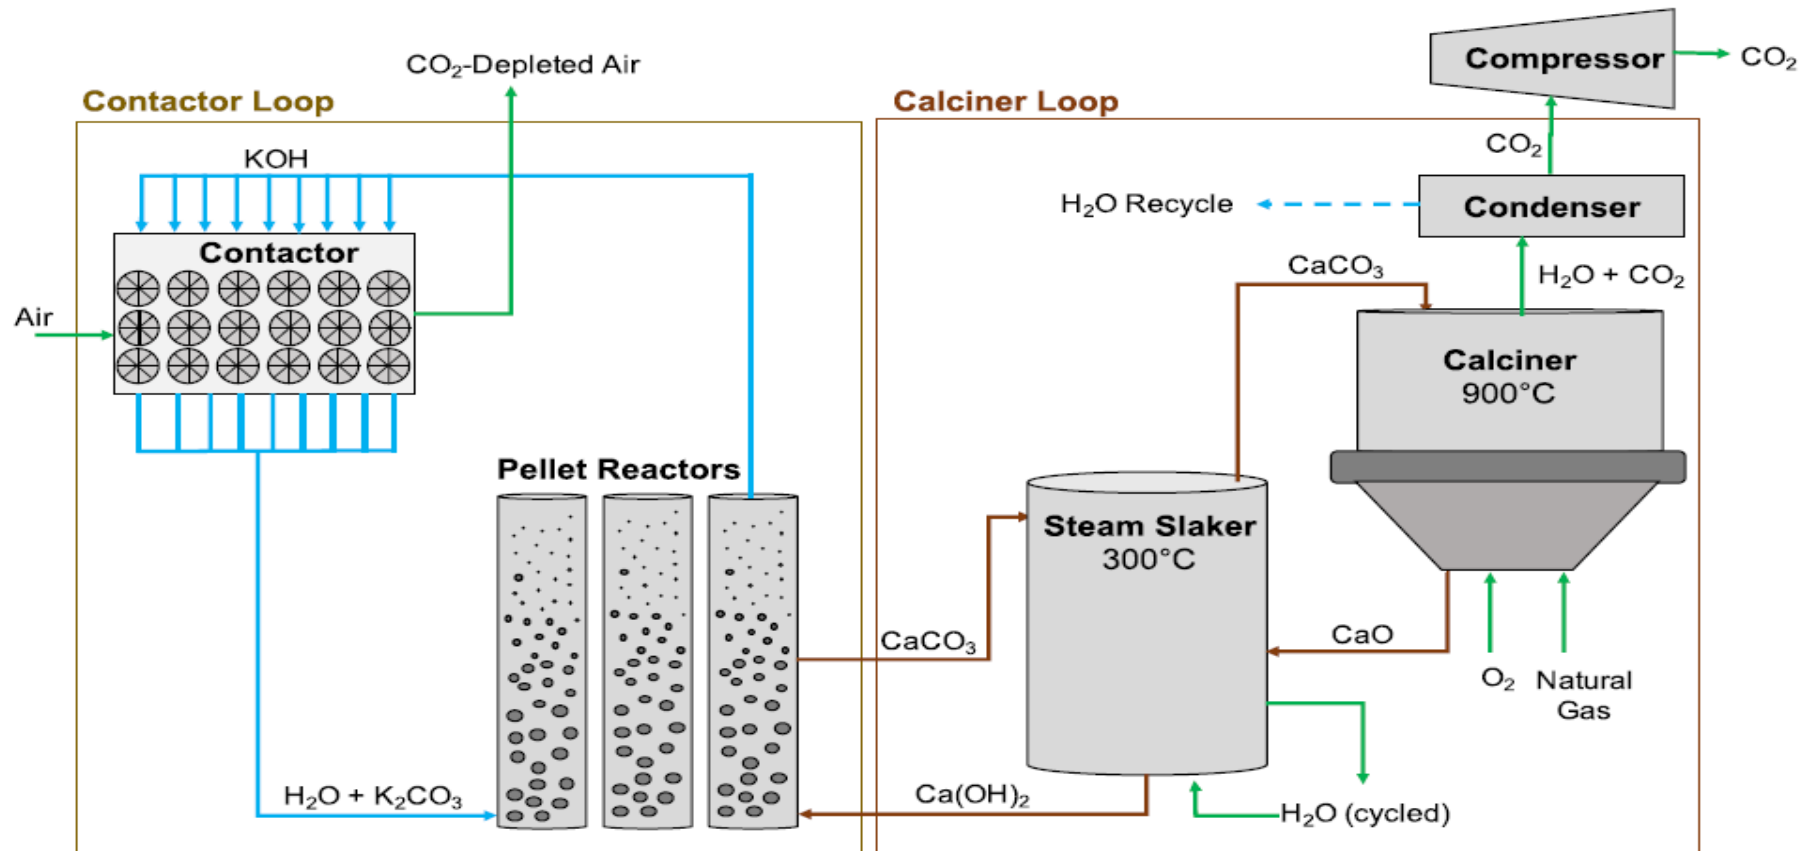 CO₂-Depleted Air
Contactor Loop
KOH
Contactor
Air
Pellet Reactors
H₂O + K₂CO₃
Calciner Loop
Compressor
CO₂
CO₂
H₂O Recycle
Condenser
CaCO₃
H₂O + CO₂
Calciner
900°C
Steam Slaker
300°C
CaCO₃
CaO
O₂
Natural
Gas
Ca(OH)₂
H₂O (cycled)